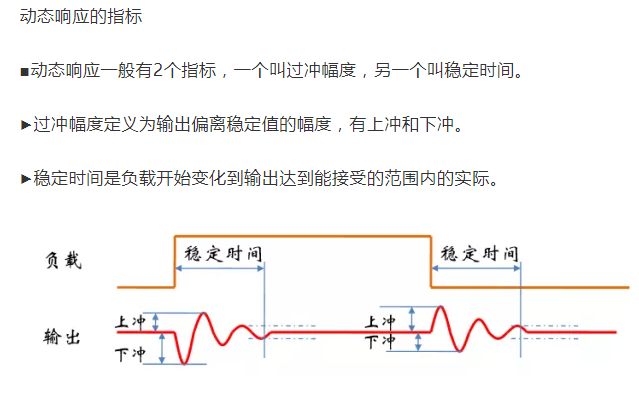 动态响应的指标
■动态响应一般有2个指标，一个叫过冲幅度，另一个叫稳定时间。
►过冲幅度定义为输出偏离稳定值的幅度，有上冲和下冲。
►稳定时间是负载开始变化到输出达到能接受的范围内的实际。
负载
稳定时间
稳定时间
输出
上冲
下冲
上冲
下冲